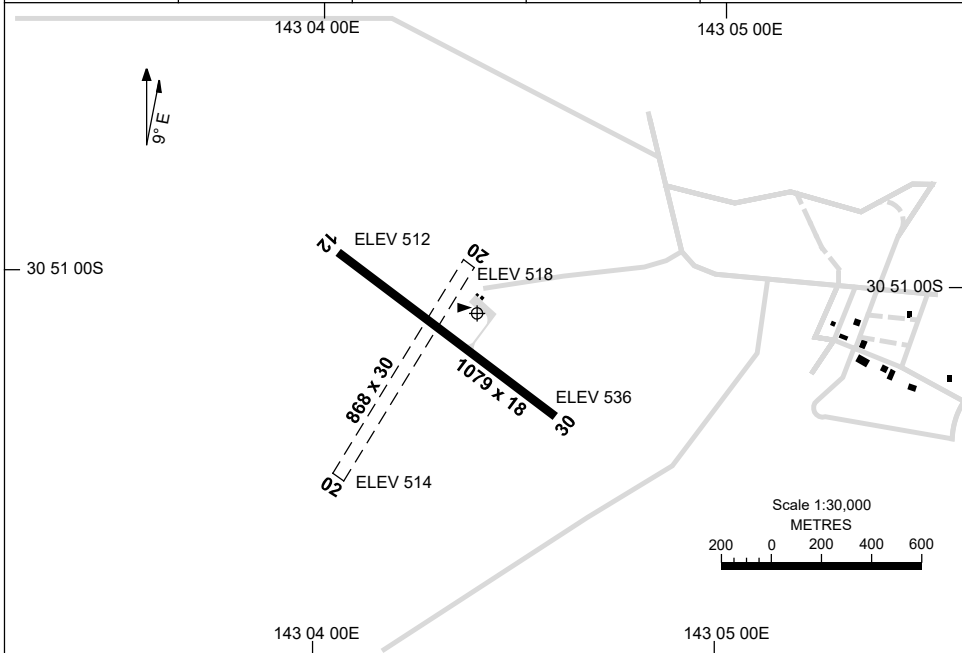 143 04 00E
143 05 00E
9° E
12
ELEV 512
20
ELEV 518
30 51 00S
30 51 00S
868 x 30
1079 x 18
ELEV 536
30
02
ELEV 514
Scale 1:30,000
METRES
200 0 200 400 600
143 04 00E
143 05 00E